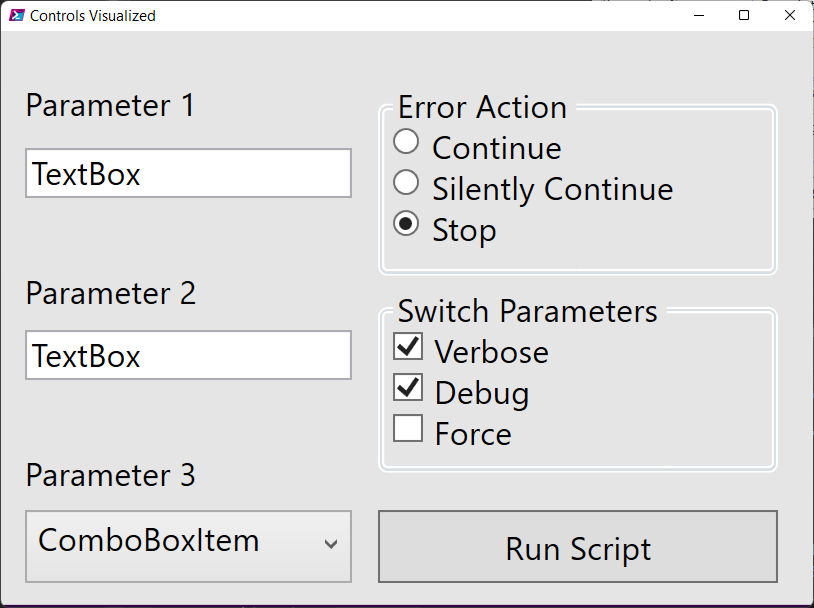 Controls Visualized
Parameter 1
TextBox
Parameter 2
TextBox
Parameter 3
ComboBoxItem
Error Action
Continue
Silently Continue
Stop
Switch Parameters
Verbose
Debug
Force
Run Script